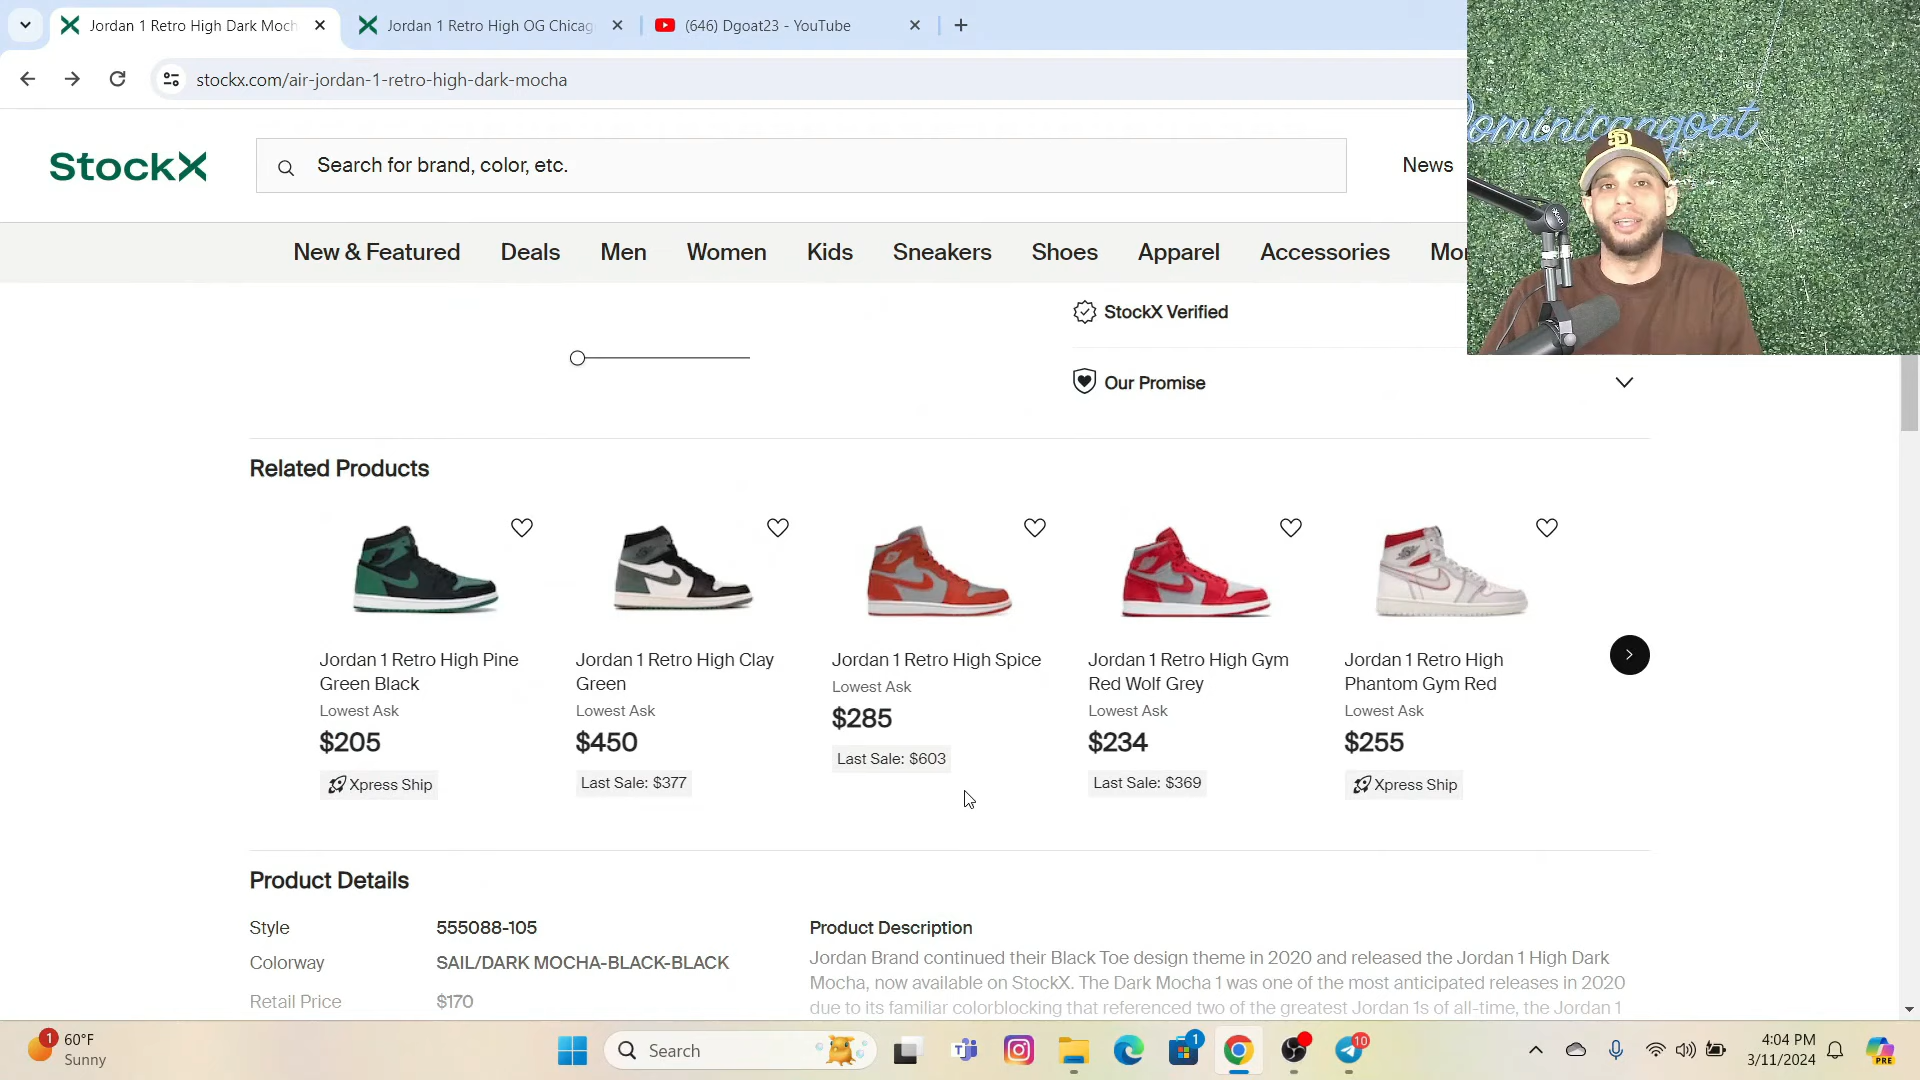 Jordan 1 Retro High Dark Moch
Jordan 1 Retro High OG Chicag
(646) Dgoat23 - YouTube
stockx.com/air-jordan-1-retro-high-dark-mocha
StockX
Search for brand, color, etc.
News
Dominicangoat
SD
New & Featured Deals Men Women Kids Sneakers Shoes Apparel Accessories Mor
StockX Verified
Our Promise
Related Products
Jordan 1 Retro High Pine
Green Black
Lowest Ask
$205
Xpress Ship
Jordan 1 Retro High Clay
Green
Lowest Ask
$450
Last Sale: $377
Jordan 1 Retro High Spice
Lowest Ask
$285
Last Sale: $603
Jordan 1 Retro High Gym
Red Wolf Grey
Lowest Ask
$234
Last Sale: $369
Jordan 1 Retro High
Phantom Gym Red
Lowest Ask
$255
Xpress Ship
Product Details
Style 555088-105
Colorway SAIL/DARK MOCHA-BLACK-BLACK
Retail Price $170
Product Description
Jordan Brand continued their Black Toe design theme in 2020 and released the Jordan 1 High Dark
Mocha, now available on StockX. The Dark Mocha 1 was one of the most anticipated releases in 2020
due to its familiar colorblocking that referenced two of the greatest Jordan 1s of all-time, the Jordan 1
1
60°F
Sunny
Search
1
10
4:04 PM
3/11/2024
PRE